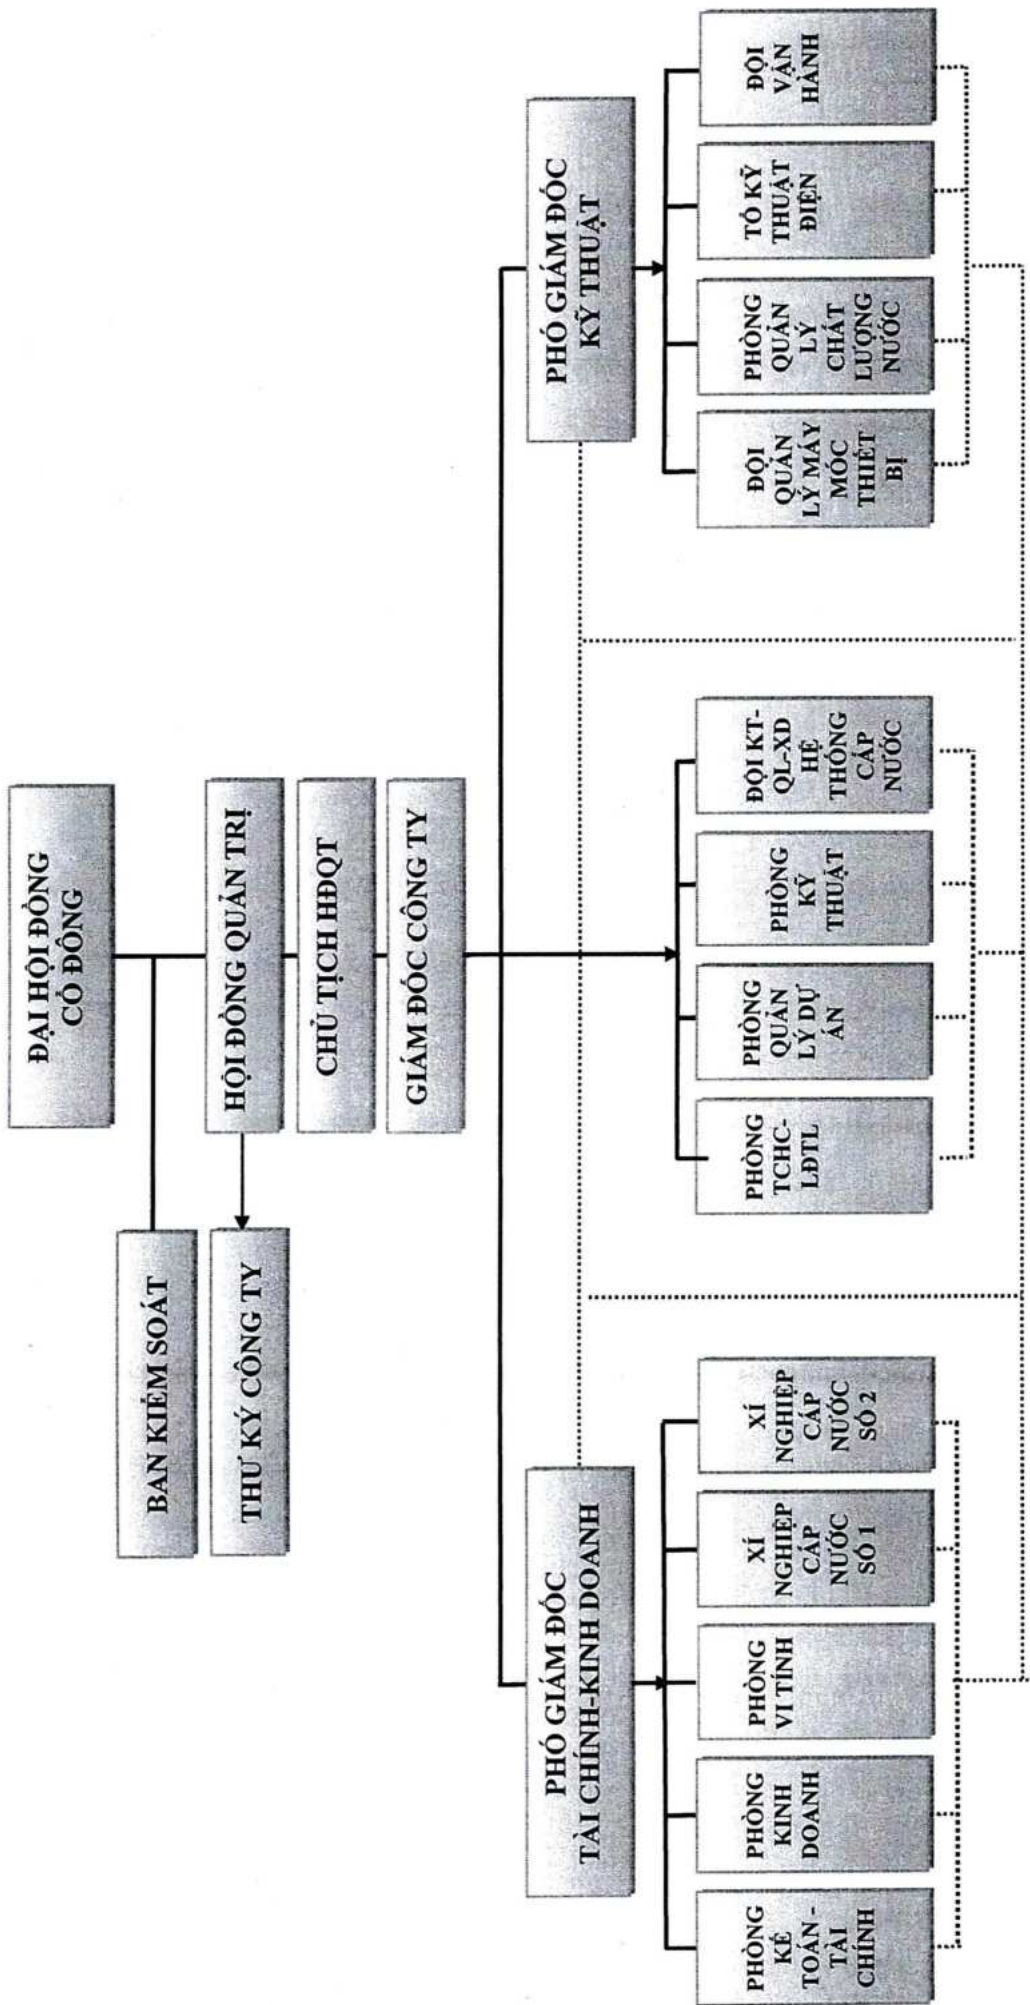 ĐẠI HỘI ĐỒNG
CỔ ĐÔNG
BAN KIỂM SOÁT
HỘI ĐỒNG QUẢN TRỊ
THƯ KÝ CÔNG TY
CHỦ TỊCH HĐQT
GIÁM ĐỐC CÔNG TY
PHÓ GIÁM ĐỐC
TÀI CHÍNH-KINH DOANH
PHÓ GIÁM ĐỐC
KỸ THUẬT
PHÒNG
KẾ
TOÁN -
TÀI
CHÍNH
PHÒNG
KINH
DOANH
PHÒNG
VI TÍNH
XÍ
NGHIỆP
CẤP
NƯỚC
SỐ 1
XÍ
NGHIỆP
CẤP
NƯỚC
SỐ 2
PHÒNG
TCHC-
LĐTL
PHÒNG
QUẢN
LÝ DỰ
ÁN
PHÒNG
KỸ
THUẬT
ĐỘI KT-
QL-XD
HỆ
THỐNG
CẤP
NƯỚC
ĐỘI
QUẢN
LÝ MÁY
MÓC
THIẾT
BỊ
PHÒNG
QUẢN
LÝ
CHẤT
LƯỢNG
NƯỚC
TỔ KỸ
THUẬT
ĐIỆN
ĐỘI
VẬN
HÀNH